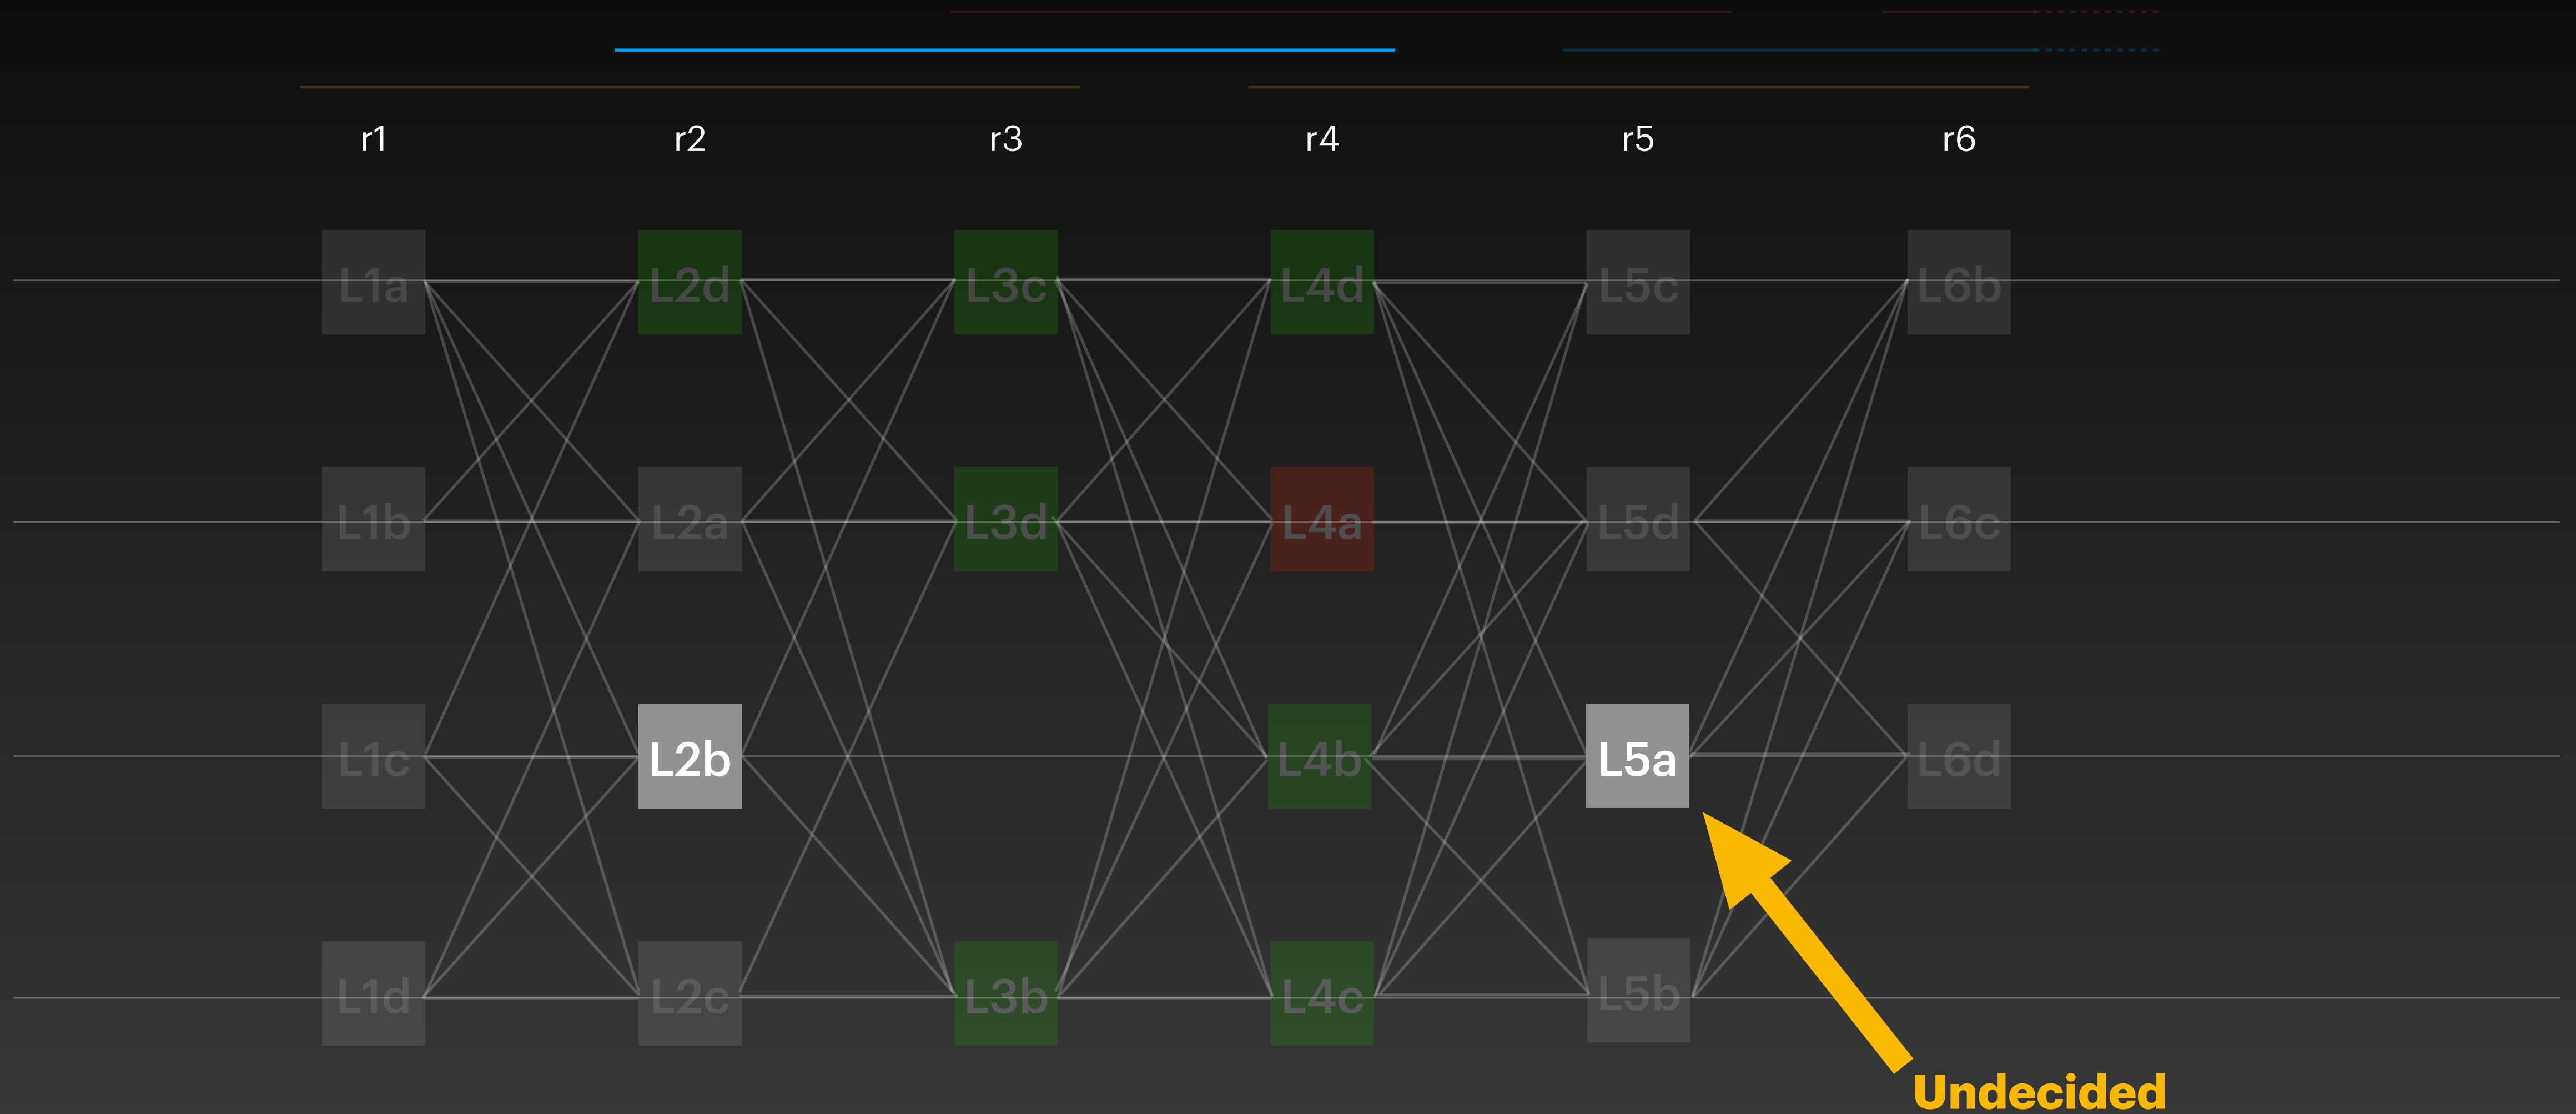 r1 r2 r3 r4 r5 r6
L1a L2d L3c L4d L5c L6b
L1b L2a L3d L4a L5d L6c
L1c L2b L4b L5a L6d
L1d L2c L3b L4c L5b
Undecided